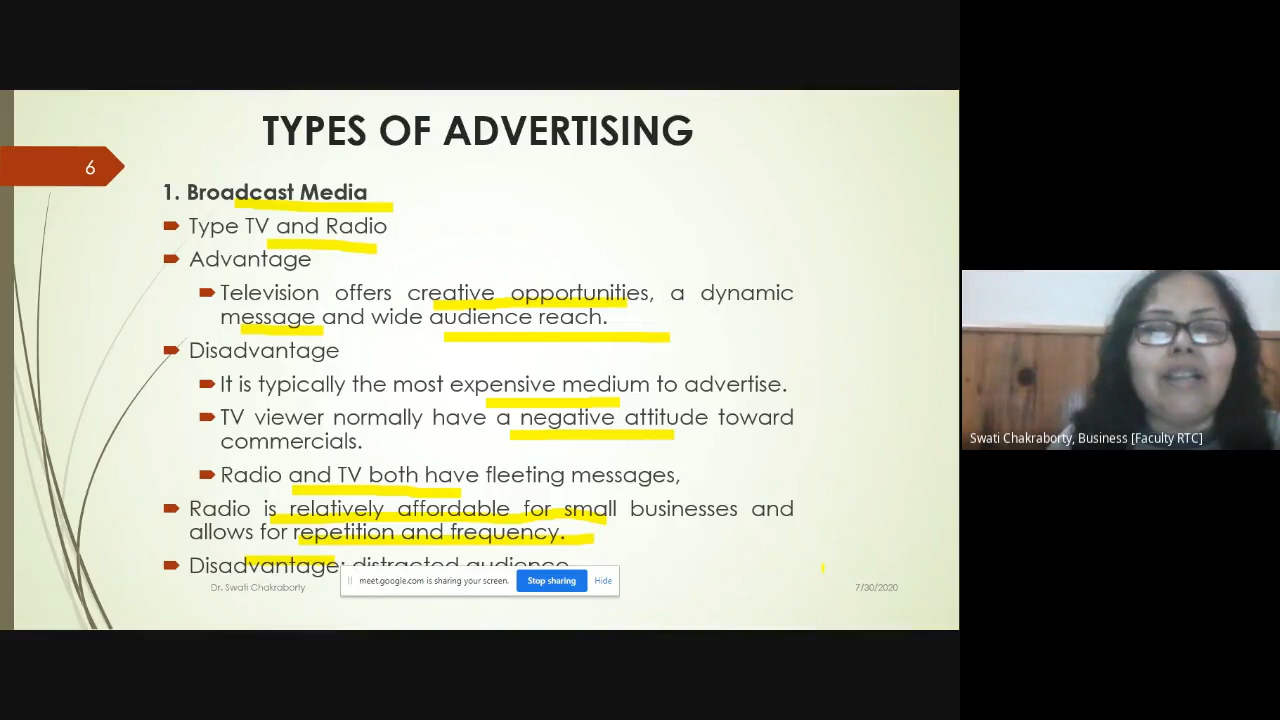 TYPES OF ADVERTISING
6
1. Broadcast Media
Type TV and Radio
Advantage
Television offers creative opportunities, a dynamic
message and wide audience reach.
Disadvantage
It is typically the most expensive medium to advertise.
TV viewer normally have a negative attitude toward
commercials.
Radio and TV both have fleeting messages,
Radio is relatively affordable for small businesses and
allows for repetition and frequency.
Disadvantage: distracted audience
Dr. Swati Chakraborty
meet.google.com is sharing your screen.
Stop sharing
Hide
7/30/2020
Swati Chakraborty, Business [Faculty RTC]